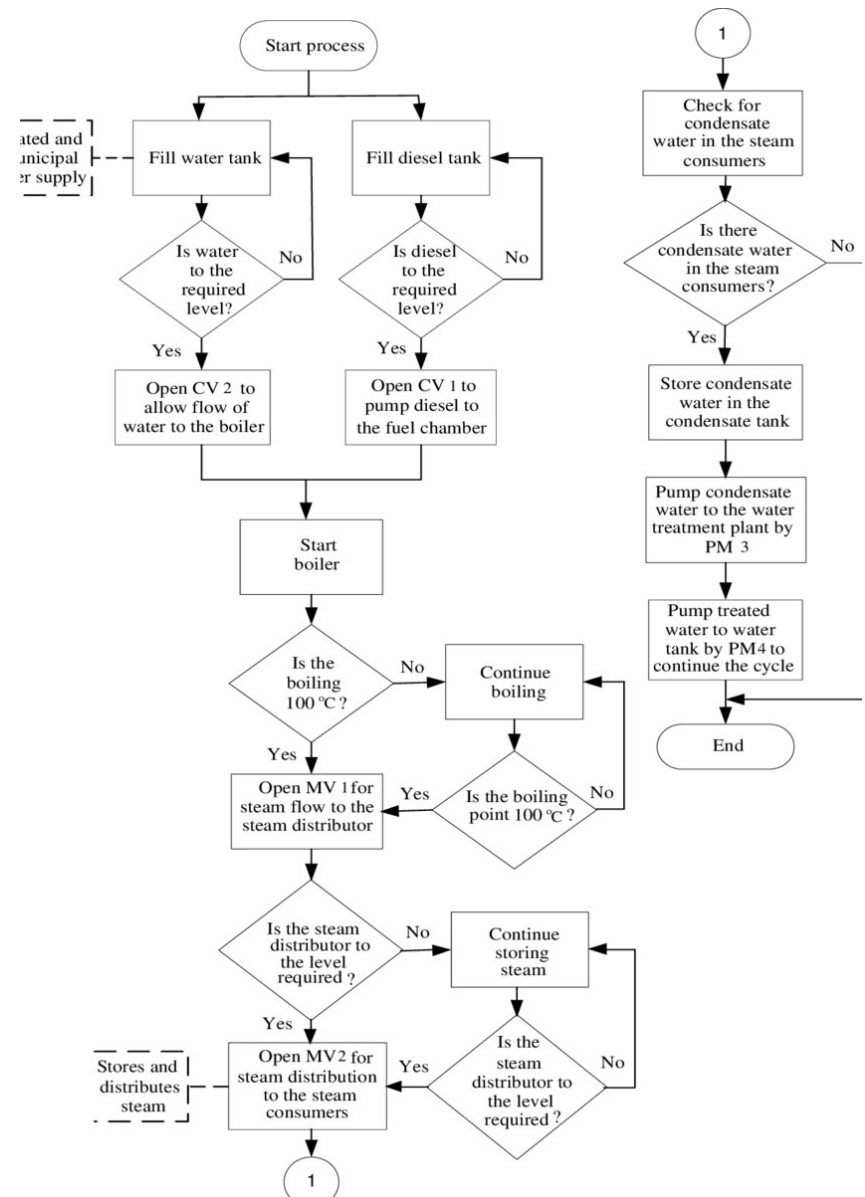 Start process
and
supply
Fill water tank
Fill diesel tank
Is water
to the
required
level?
No
Yes
Is diesel
to the
required
level?
No
Yes
Open CV 2 to
allow flow of
water to the boiler
Open CV 1 to
pump diesel to
the fuel chamber
Start
boiler
Is the
boiling
100 °C ?
No
Yes
Continue
boiling
Is the boiling
point 100 °C ?
No
Yes
Open MV 1 for
steam flow to the
steam distributor
Is the steam
distributor to
the level
required ?
No
Yes
Continue
storing
steam
Is the
steam
distributor to
the level
required ?
No
Yes
Stores and
distributes
steam
Open MV2 for
steam distribution
to the steam
consumers
1
1
Check for
condensate
water in the steam
consumers
Is there
condensate water
in the steam
consumers?
No
Yes
Store condensate
water in the
condensate tank
Pump condensate
water to the water
treatment plant by
PM 3
Pump treated
water to water
tank by PM4 to
continue the cycle
End